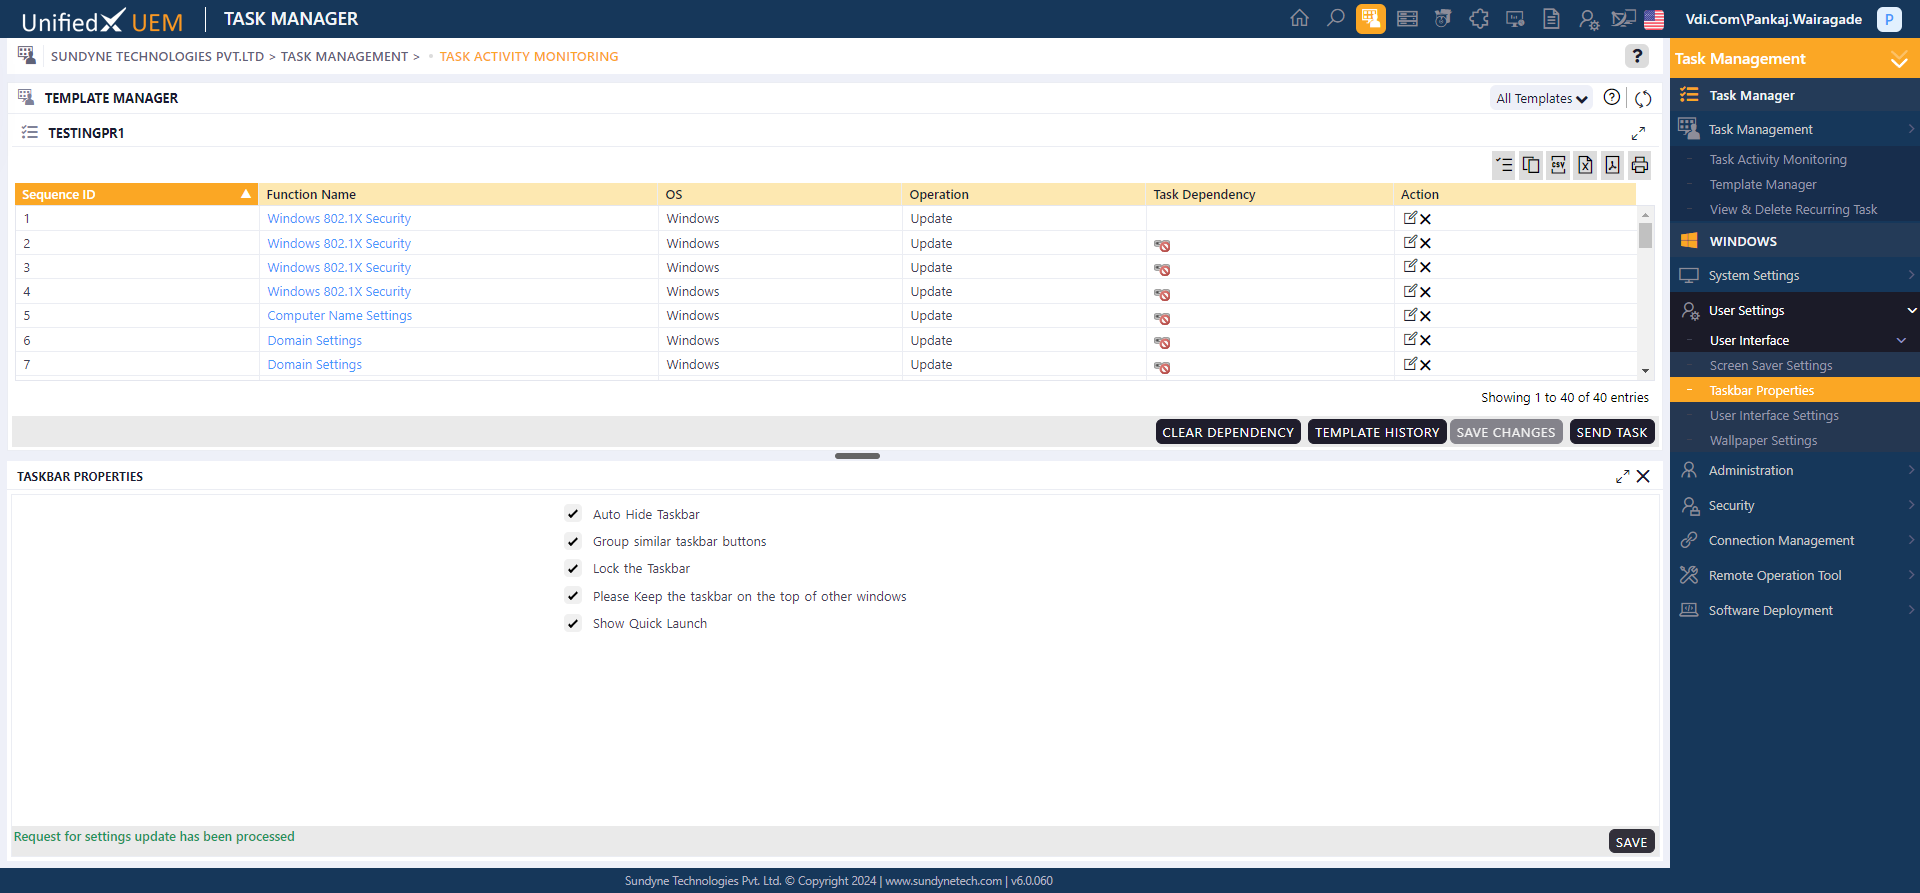 UnifiedX UEM TASK MANAGER Vdi.Com\Pankaj.Wairagade P
SUNDYNE TECHNOLOGIES PVT.LTD > TASK MANAGEMENT > • TASK ACTIVITY MONITORING ?
TEMPLATE MANAGER All Templates ?
TESTINGPR1
CSV
Sequence ID Function Name OS Operation Task Dependency Action
1 Windows 802.1X Security Windows Update
2 Windows 802.1X Security Windows Update
3 Windows 802.1X Security Windows Update
4 Windows 802.1X Security Windows Update
5 Computer Name Settings Windows Update
6 Domain Settings Windows Update
7 Domain Settings Windows Update
Showing 1 to 40 of 40 entries
CLEAR DEPENDENCY TEMPLATE HISTORY SAVE CHANGES SEND TASK
TASKBAR PROPERTIES
Auto Hide Taskbar
Group similar taskbar buttons
Lock the Taskbar
Please Keep the taskbar on the top of other windows
Show Quick Launch
Request for settings update has been processed SAVE
Task Management
Task Manager
Task Management
Task Activity Monitoring
Template Manager
View & Delete Recurring Task
WINDOWS
System Settings
User Settings
User Interface
Screen Saver Settings
Taskbar Properties
User Interface Settings
Wallpaper Settings
Administration
Security
Connection Management
Remote Operation Tool
Software Deployment
Sundyne Technologies Pvt. Ltd. © Copyright 2024 | www.sundynetech.com | v6.0.060